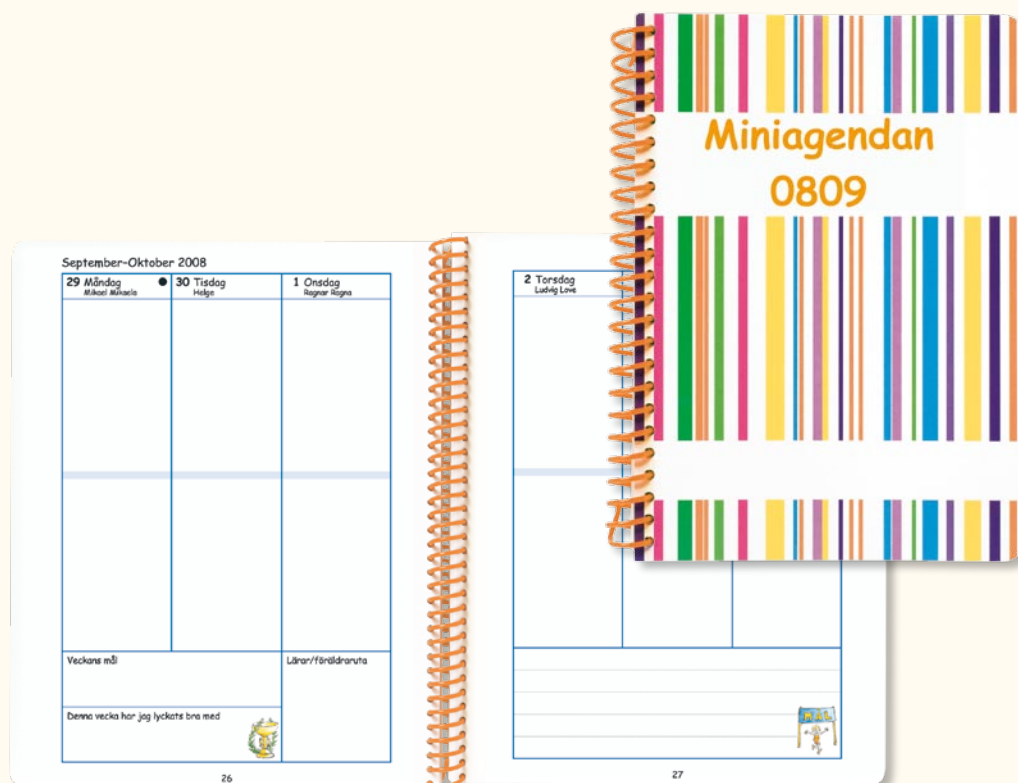 Miniagendan
0809
September-Oktober 2008
29 Måndag
Mikael Mikaela
30 Tisdag
Helge
1 Onsdag
Ragnar Ragna
Veckans mål
Lärar/föräldraruta
Denna vecka har jag lyckats bra med
26
2 Torsdag
Ludvig Love
MÅL
27